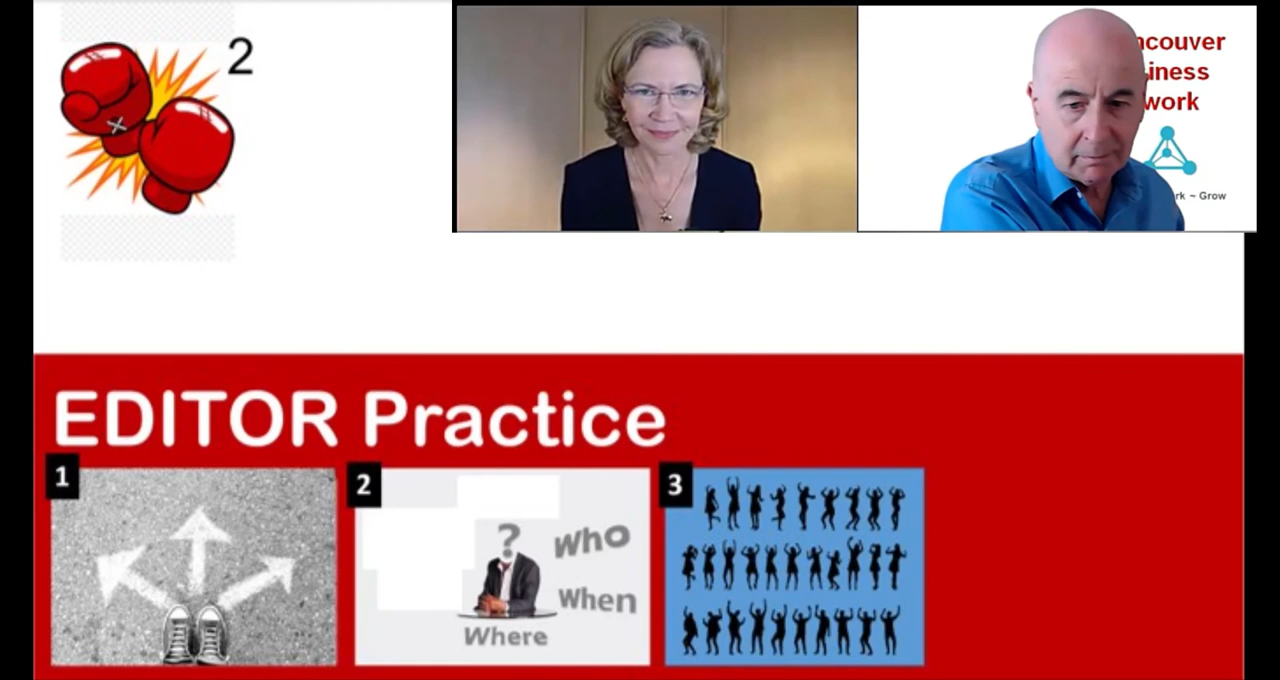 2
ncouver
iness
work
rk ~ Grow
EDITOR Practice
1
2
3
?
Who
When
Where